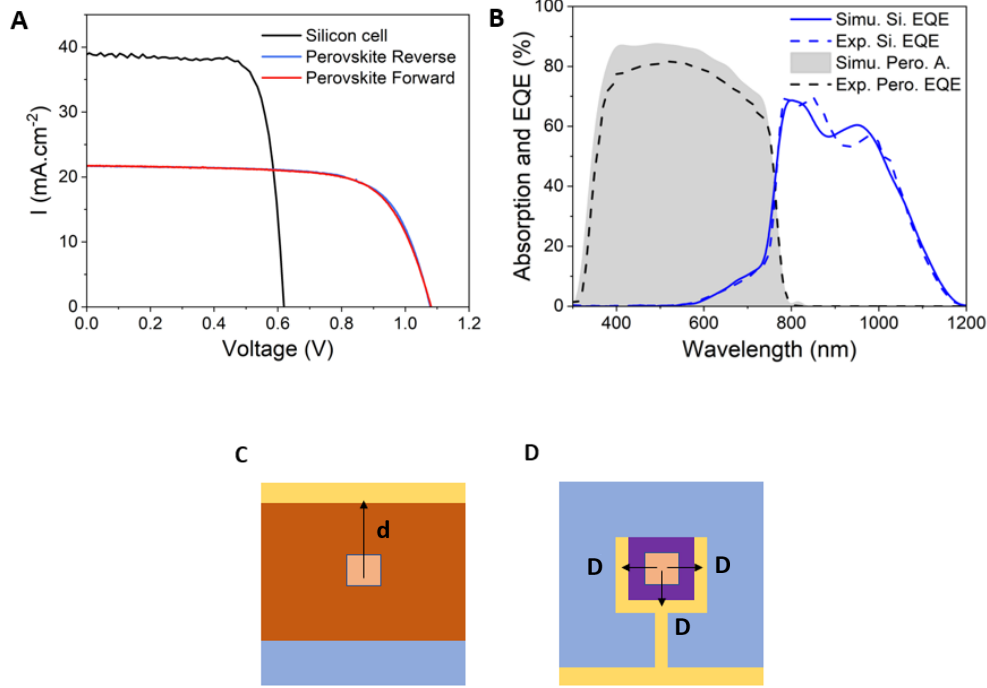 A
I (mA.cm-2)
40
30
20
10
0
Silicon cell
Perovskite Reverse
Perovskite Forward
0.0 0.2 0.4 0.6 0.8 1.0 1.2
Voltage (V)
B
Absorption and EQE (%)
100
80
60
40
20
0
Simu. Si. EQE
Exp. Si. EQE
Simu. Pero. A.
Exp. Pero. EQE
400 600 800 1000 1200
Wavelength (nm)
C
d
D
D D
D